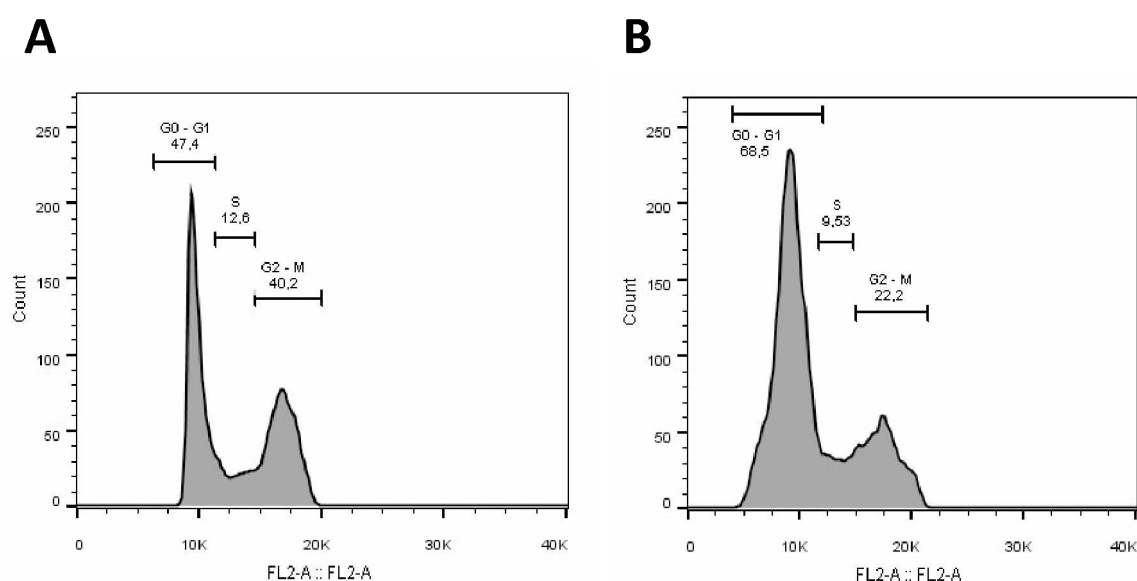 A
250
200
150
100
50
0
Count
G0 - G1
47,4
S
12,6
G2 - M
40,2
0
10K
20K
30K
40K
FL2-A :: FL2-A
B
250
200
150
100
50
0
Count
G0 - G1
68,5
S
9,53
G2 - M
22,2
0
10K
20K
30K
40K
FL2-A :: FL2-A